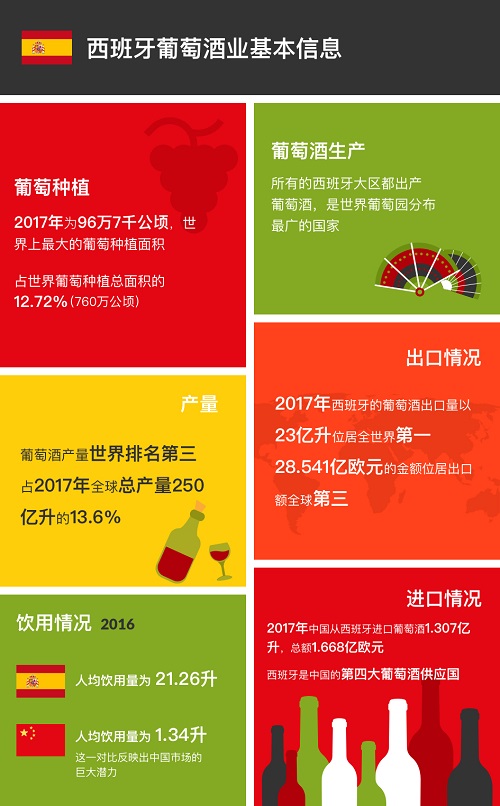 西班牙葡萄酒业基本信息
葡萄种植
2017年为96万7千公顷，世
界上最大的葡萄种植面积
占世界葡萄种植总面积的
12.72%（760万公顷）
葡萄酒生产
所有的西班牙大区都出产
葡萄酒，是世界葡萄园分布
最广的国家
产量
葡萄酒产量世界排名第三
占2017年全球总产量250
亿升的13.6%
出口情况
2017年西班牙的葡萄酒出口量以
23亿升位居全世界第一
28.541亿欧元的金额位居出口
额全球第三
饮用情况 2016
人均饮用量为 21.26升
人均饮用量为 1.34升
这一对比反映出中国市场的
巨大潜力
进口情况
2017年中国从西班牙进口葡萄酒1.307亿
升，总额1.668亿欧元
西班牙是中国的第四大葡萄酒供应国